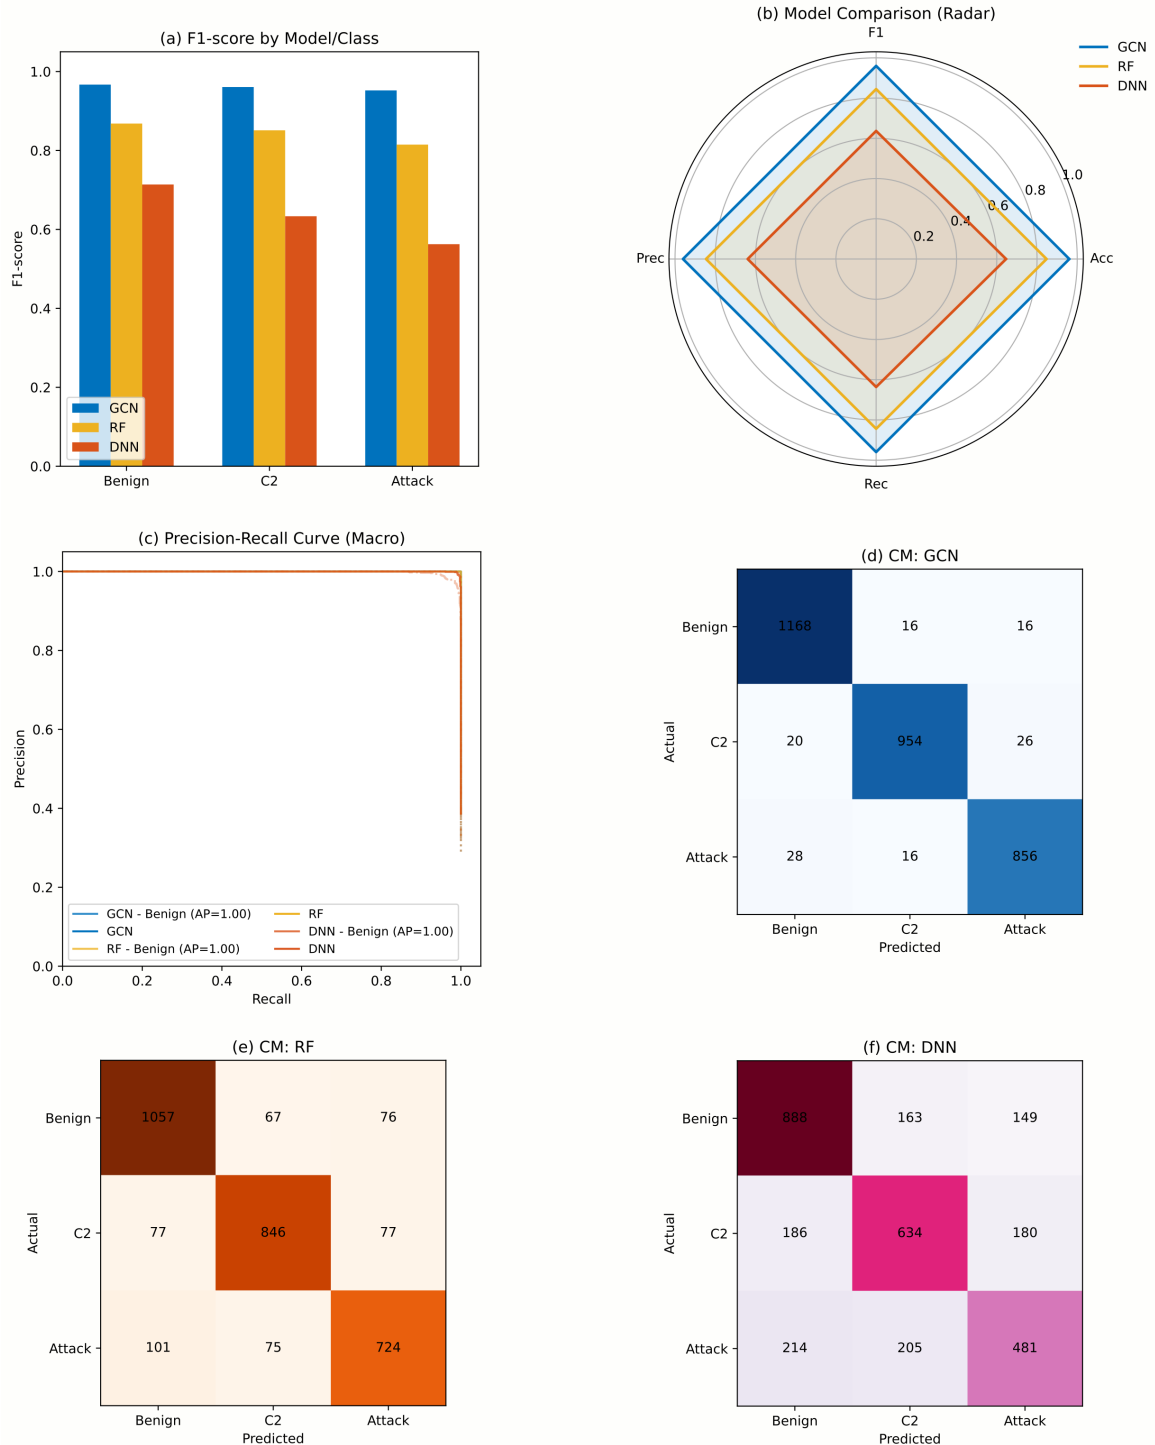 (a) F1-score by Model/Class
F1-score
1.0
0.8
0.6
0.4
0.2
0.0
GCN
RF
DNN
Benign C2 Attack
(b) Model Comparison (Radar)
F1
GCN
RF
DNN
1.0
0.8
0.6
0.4
0.2
Prec
Acc
Rec
(c) Precision-Recall Curve (Macro)
Precision
1.0
0.8
0.6
0.4
0.2
0.0
GCN - Benign (AP=1.00)
GCN
RF - Benign (AP=1.00)
RF
DNN - Benign (AP=1.00)
DNN
0.0 0.2 0.4 0.6 0.8 1.0
Recall
(d) CM: GCN
Actual
Benign 1168 16 16
C2 20 954 26
Attack 28 16 856
Benign C2 Attack
Predicted
(e) CM: RF
Actual
Benign 1057 67 76
C2 77 846 77
Attack 101 75 724
Benign C2 Attack
Predicted
(f) CM: DNN
Actual
Benign 888 163 149
C2 186 634 180
Attack 214 205 481
Benign C2 Attack
Predicted